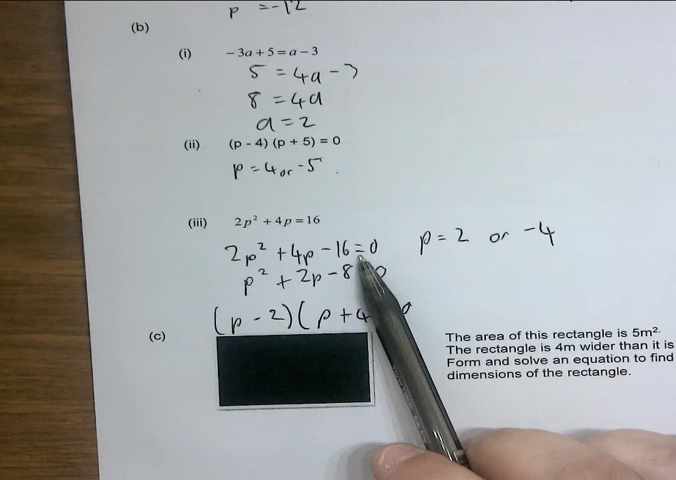 p = -12
(b)
(i) -3a + 5 = a - 3
5 = 4a - 3
8 = 4a
a = 2
(ii) (p - 4) (p + 5) = 0
p = 4 or -5
(iii) 2p² + 4p = 16
2p² + 4p - 16 = 0 p = 2 or -4
p² + 2p - 8 0
(p - 2)(p + 4 0
(c)
The area of this rectangle is 5m².
The rectangle is 4m wider than it is
Form and solve an equation to find
dimensions of the rectangle.